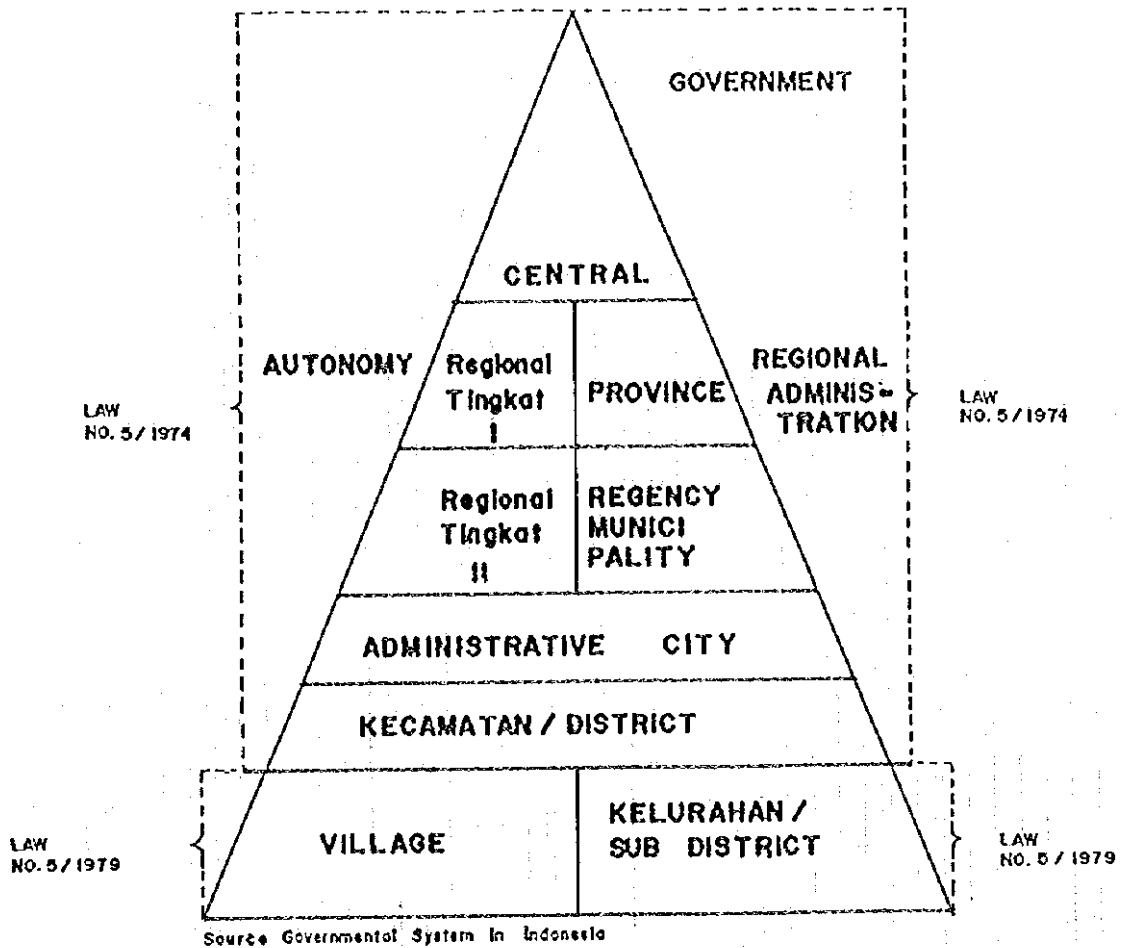 GOVERNMENT
CENTRAL
AUTONOMY
Regional
Tingkat
I
PROVINCE
REGIONAL
ADMINIS-
TRATION
LAW
NO. 5 / 1974
LAW
NO. 5 / 1974
Regional
Tingkat
II
REGENCY
MUNICI
PALITY
ADMINISTRATIVE CITY
KECAMATAN / DISTRICT
VILLAGE
KELURAHAN /
SUB DISTRICT
LAW
NO. 5 / 1979
LAW
NO. 5 / 1979
Source Governmental System In Indonesia